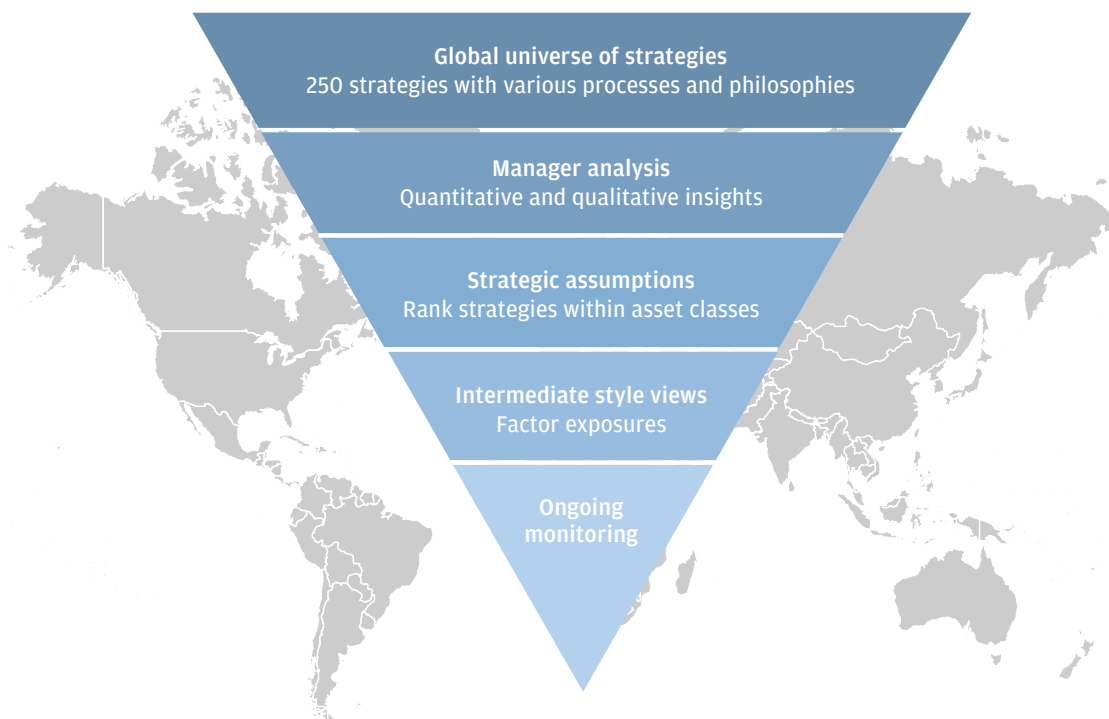 Global universe of strategies
250 strategies with various processes and philosophies
Manager analysis
Quantitative and qualitative insights
Strategic assumptions
Rank strategies within asset classes
Intermediate style views
Factor exposures
Ongoing
monitoring